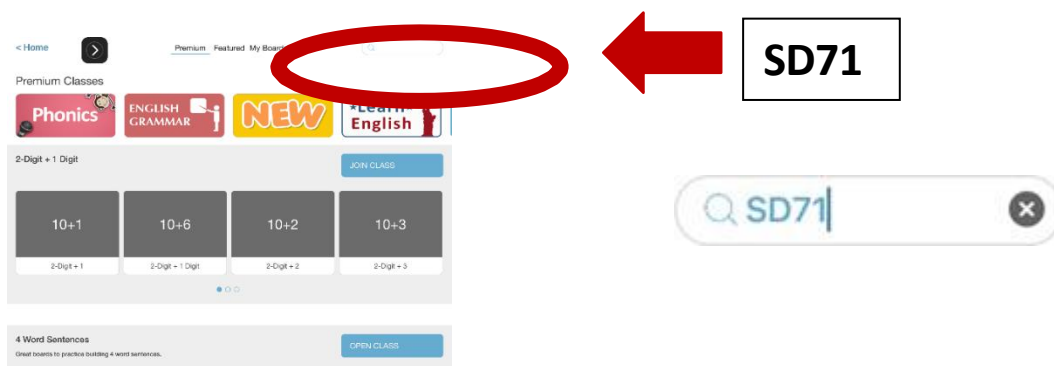 < Home
Premium Featured My Board
SD71
Premium Classes
Phonics
ENGLISH
GRAMMAR
NEW
English
2-Digit + 1 Digit
JOIN CLASS
10+1
10+6
10+2
10+3
2-Digit + 1
2-Digit + 1 Digit
2-Digit + 2
2-Digit + 3
SD71
4 Word Sentences
OPEN CLASS
Great boards to practice building 4 word sentences.